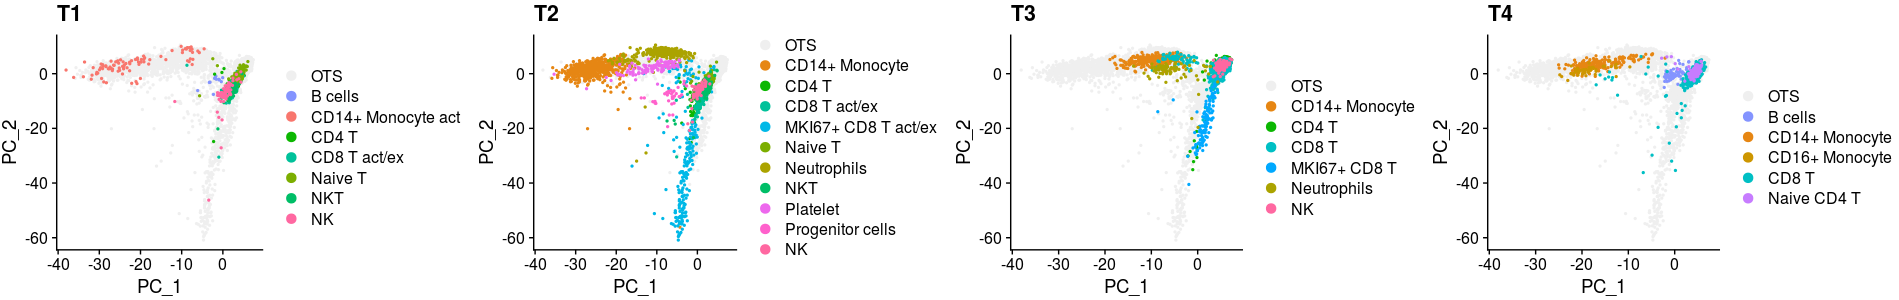 T1
PC_2
0
-20
-40
-60
-40 -30 -20 -10 0
PC_1
OTS
B cells
CD14+ Monocyte act
CD4 T
CD8 T act/ex
Naive T
NKT
NK
T2
PC_2
0
-20
-40
-60
-40 -30 -20 -10 0
PC_1
OTS
CD14+ Monocyte
CD4 T
CD8 T act/ex
MKI67+ CD8 T act/ex
Naive T
Neutrophils
NKT
Platelet
Progenitor cells
NK
T3
PC_2
0
-20
-40
-60
-40 -30 -20 -10 0
PC_1
OTS
CD14+ Monocyte
CD4 T
CD8 T
MKI67+ CD8 T
Neutrophils
NK
T4
PC_2
0
-20
-40
-60
-40 -30 -20 -10 0
PC_1
OTS
B cells
CD14+ Monocyte
CD16+ Monocyte
CD8 T
Naive CD4 T